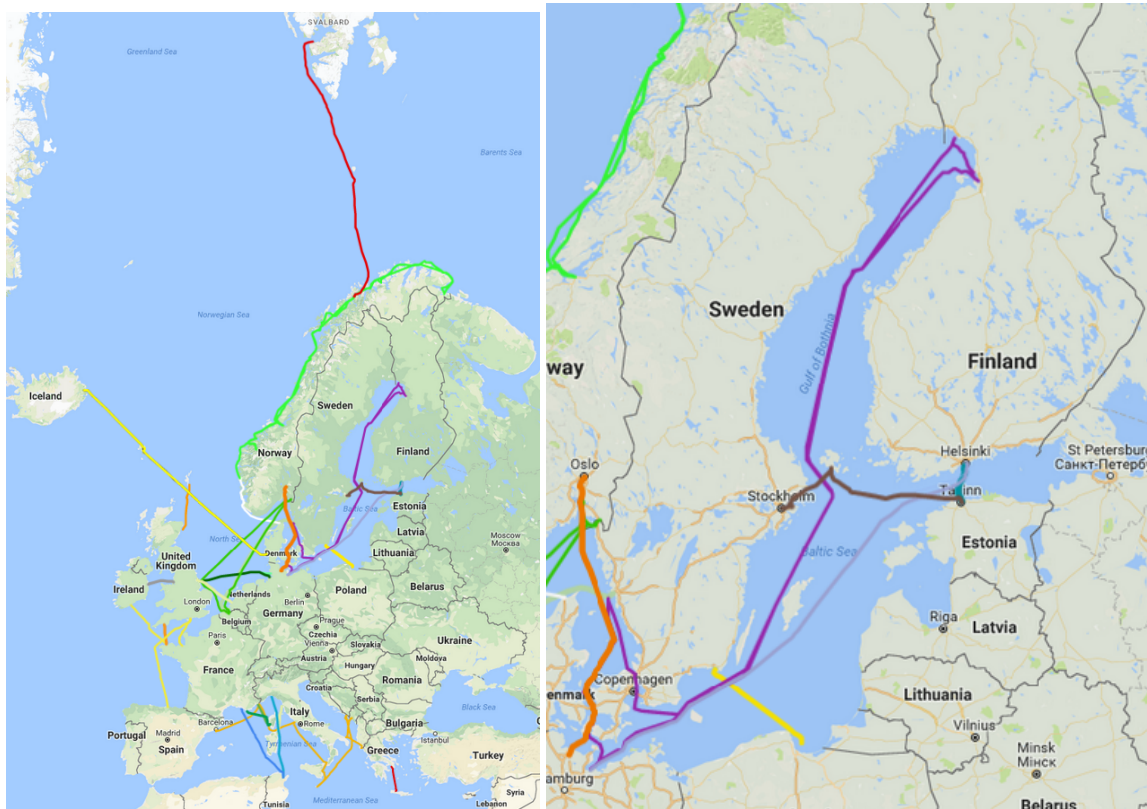 SVALBARD
Greenland Sea
Barents Sea
Norwegian Sea
Iceland
Sweden
Norway
Finland
Baltic Sea
Estonia
North Sea
Latvia
Moscow
Москва
Denmark
Lithuania
United
Kingdom
Ireland
Netherlands
Belarus
London
Berlin
Poland
Belgium
Germany
Prague
Czechia
Ukraine
Paris
Slovakia
Vienna
Austria
Moldova
Hungary
France
Romania
Croatia
Serbia
Italy
Barcelona
Rome
Bulgaria
Black Sea
Portugal
Madrid
Spain
Tyrrhenian Sea
Istanbul
Greece
Turkey
Syria
Tunisia
Mediterranean Sea
Lebanon
Sweden
Gulf of Bothnia
way
Finland
Oslo
Helsinki
St Petersburg
Санкт-Петерб
Stockholm
Tallinn
Baltic Sea
Estonia
Riga
Latvia
Copenhagen
enmark
Lithuania
Vilnius
Minsk
Мінск
amburg
Belarus